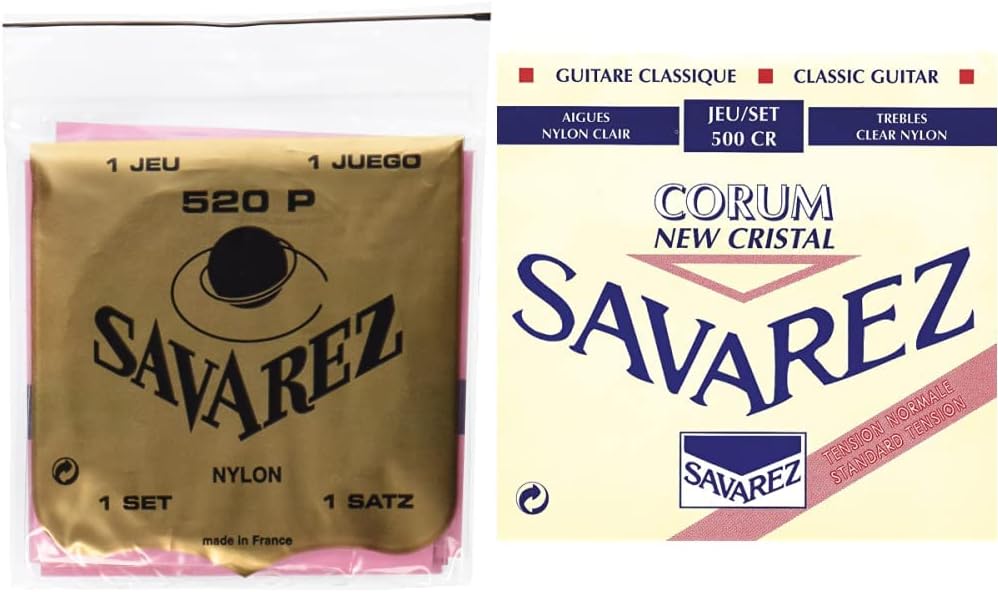 1 JEU 1 JUEGO
520 P
SAVAREZ
NYLON
1 SET 1 SATZ
made in France
GUITARE CLASSIQUE CLASSIC GUITAR
AIGUES
NYLON CLAIR
JEU/SET
500 CR
TREBLES
CLEAR NYLON
CORUM
NEW CRISTAL
SAVAREZ
TENSION NORMALE
STANDARD TENSION
SAVAREZ